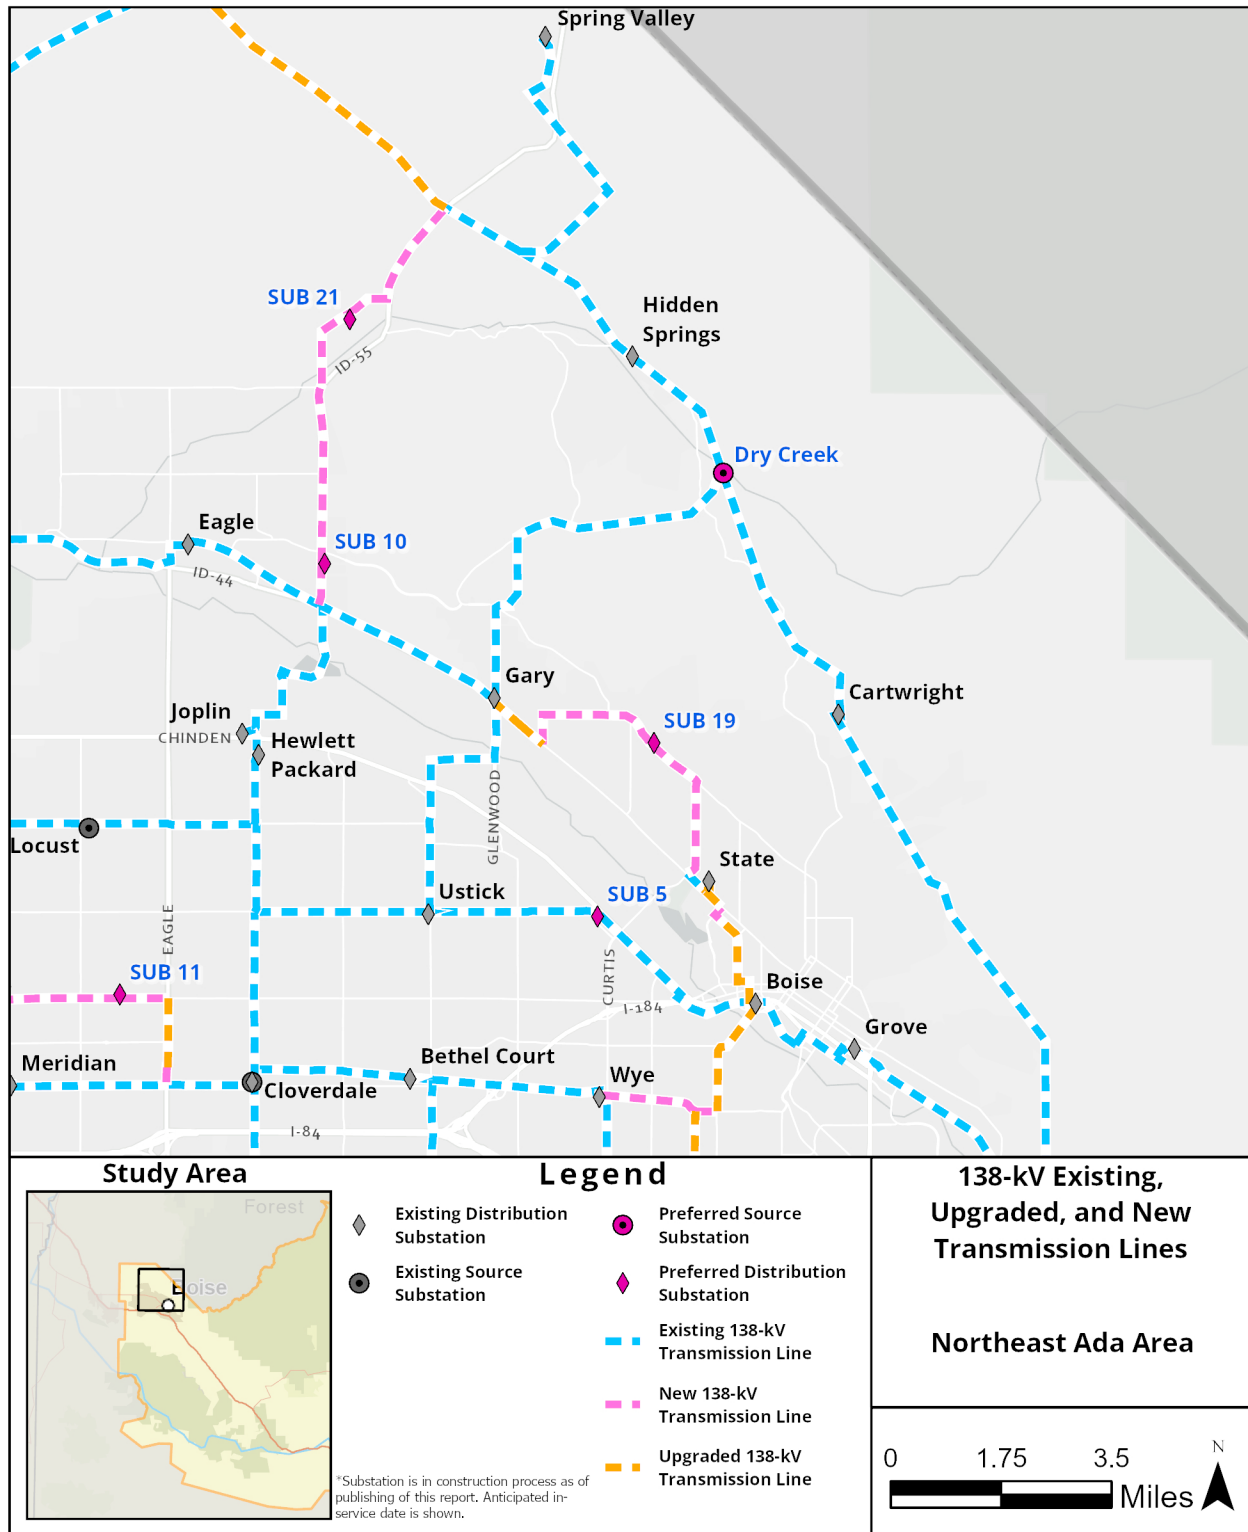 Spring Valley
SUB 21
Hidden
Springs
ID-55
Dry Creek
Eagle
SUB 10
ID-44
Gary
Cartwright
Joplin
SUB 19
CHINDEN
Hewlett
Packard
GLENWOOD
Locust
State
Ustick
SUB 5
EAGLE
CURTIS
SUB 11
Boise
I-184
Grove
Meridian
Bethel Court
Wye
Cloverdale
I-84
Study Area
Forest
Boise
Legend
Existing Distribution
Substation
Existing Source
Substation
Preferred Source
Substation
Preferred Distribution
Substation
Existing 138-kV
Transmission Line
New 138-kV
Transmission Line
Upgraded 138-kV
Transmission Line
*Substation is in construction process as of
publishing of this report. Anticipated in-
service date is shown.
138-kV Existing,
Upgraded, and New
Transmission Lines
Northeast Ada Area
0 1.75 3.5
Miles
N